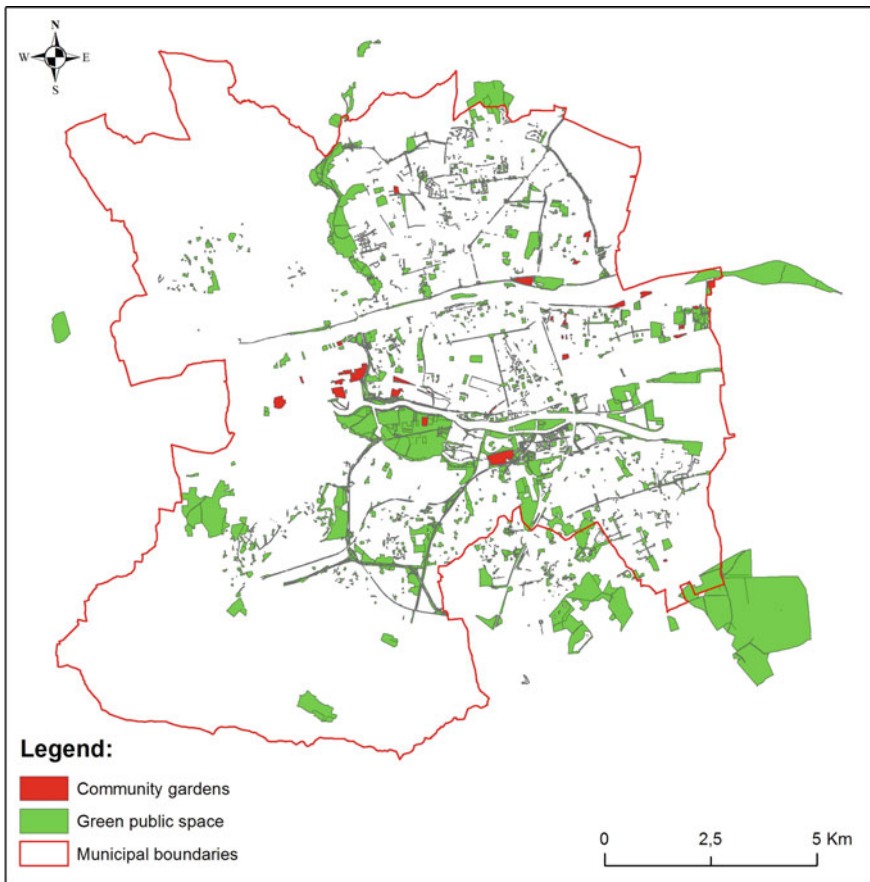 N
W E
S
Legend:
Community gardens
Green public space
Municipal boundaries
0 2,5 5 Km